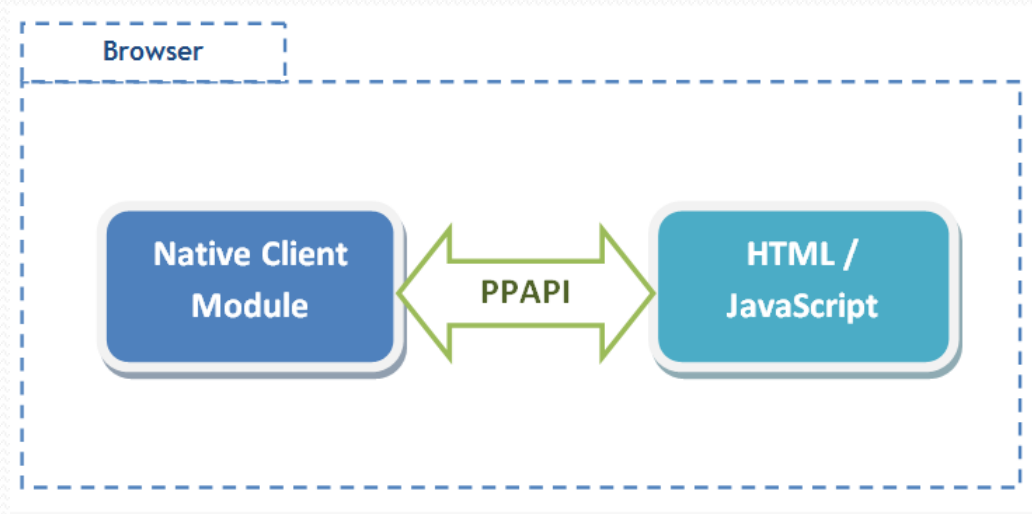 Browser
Native Client
Module
PPAPI
HTML /
JavaScript